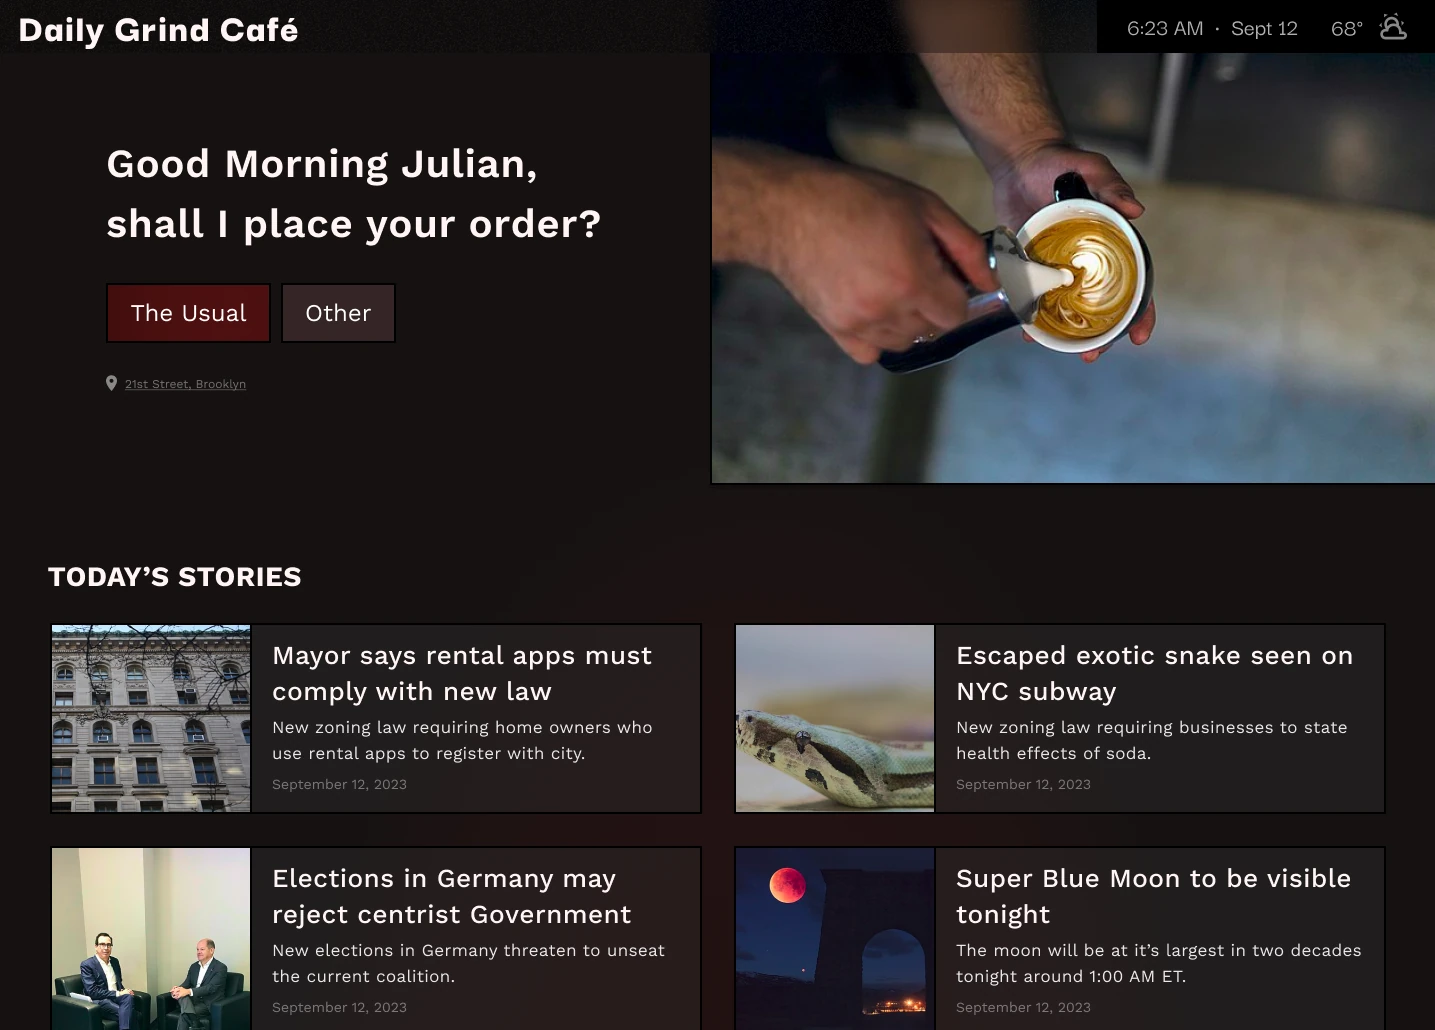 Daily Grind Café
6:23 AM · Sept 12 68°
Good Morning Julian,
shall I place your order?
The Usual
Other
21st Street, Brooklyn
TODAY’S STORIES
Mayor says rental apps must
comply with new law
New zoning law requiring home owners who
use rental apps to register with city.
September 12, 2023
Escaped exotic snake seen on
NYC subway
New zoning law requiring businesses to state
health effects of soda.
September 12, 2023
Elections in Germany may
reject centrist Government
New elections in Germany threaten to unseat
the current coalition.
September 12, 2023
Super Blue Moon to be visible
tonight
The moon will be at it’s largest in two decades
tonight around 1:00 AM ET.
September 12, 2023